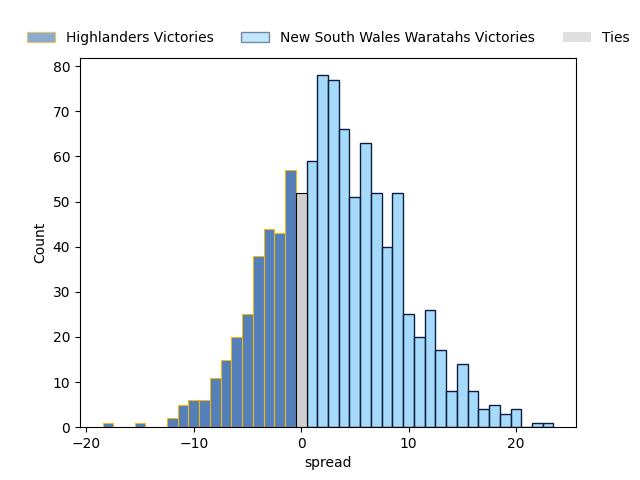 Highlanders Victories New South Wales Waratahs Victories Ties
80
70
60
50
40
30
20
10
0
Count
−20 −10 0 10 20
spread